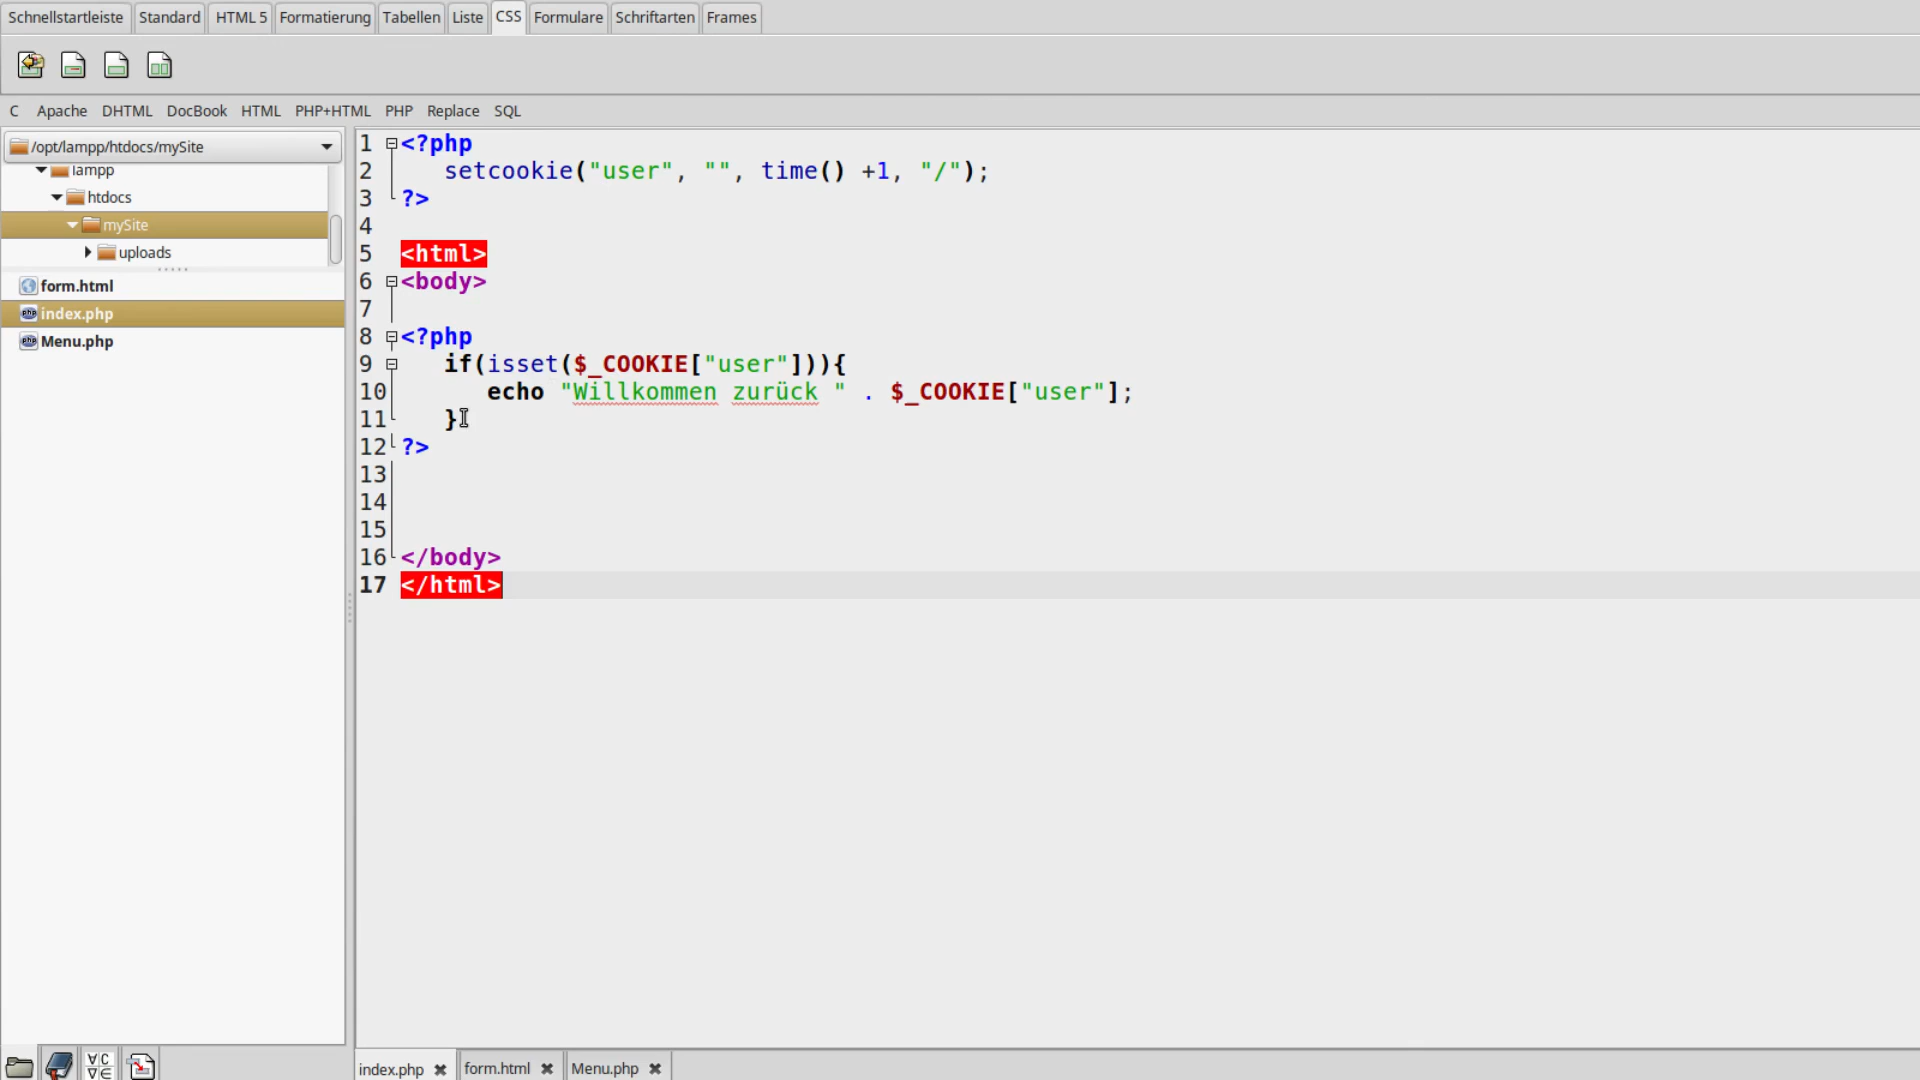 Schnellstartleiste Standard HTML 5 Formatierung Tabellen Liste CSS Formulare Schriftarten Frames
C Apache DHTML DocBook HTML PHP+HTML PHP Replace SQL
/opt/lampp/htdocs/mySite
lampp
htdocs
mySite
uploads
form.html
index.php
Menu.php
1 <?php
2 setcookie("user", "", time() +1, "/");
3 ?>
4
5 <html>
6 <body>
7
8 <?php
9 if(isset($_COOKIE["user"])){
10 echo "Willkommen zurück " . $_COOKIE["user"];
11 }
12 ?>
13
14
15
16 </body>
17 </html>
index.php form.html Menu.php